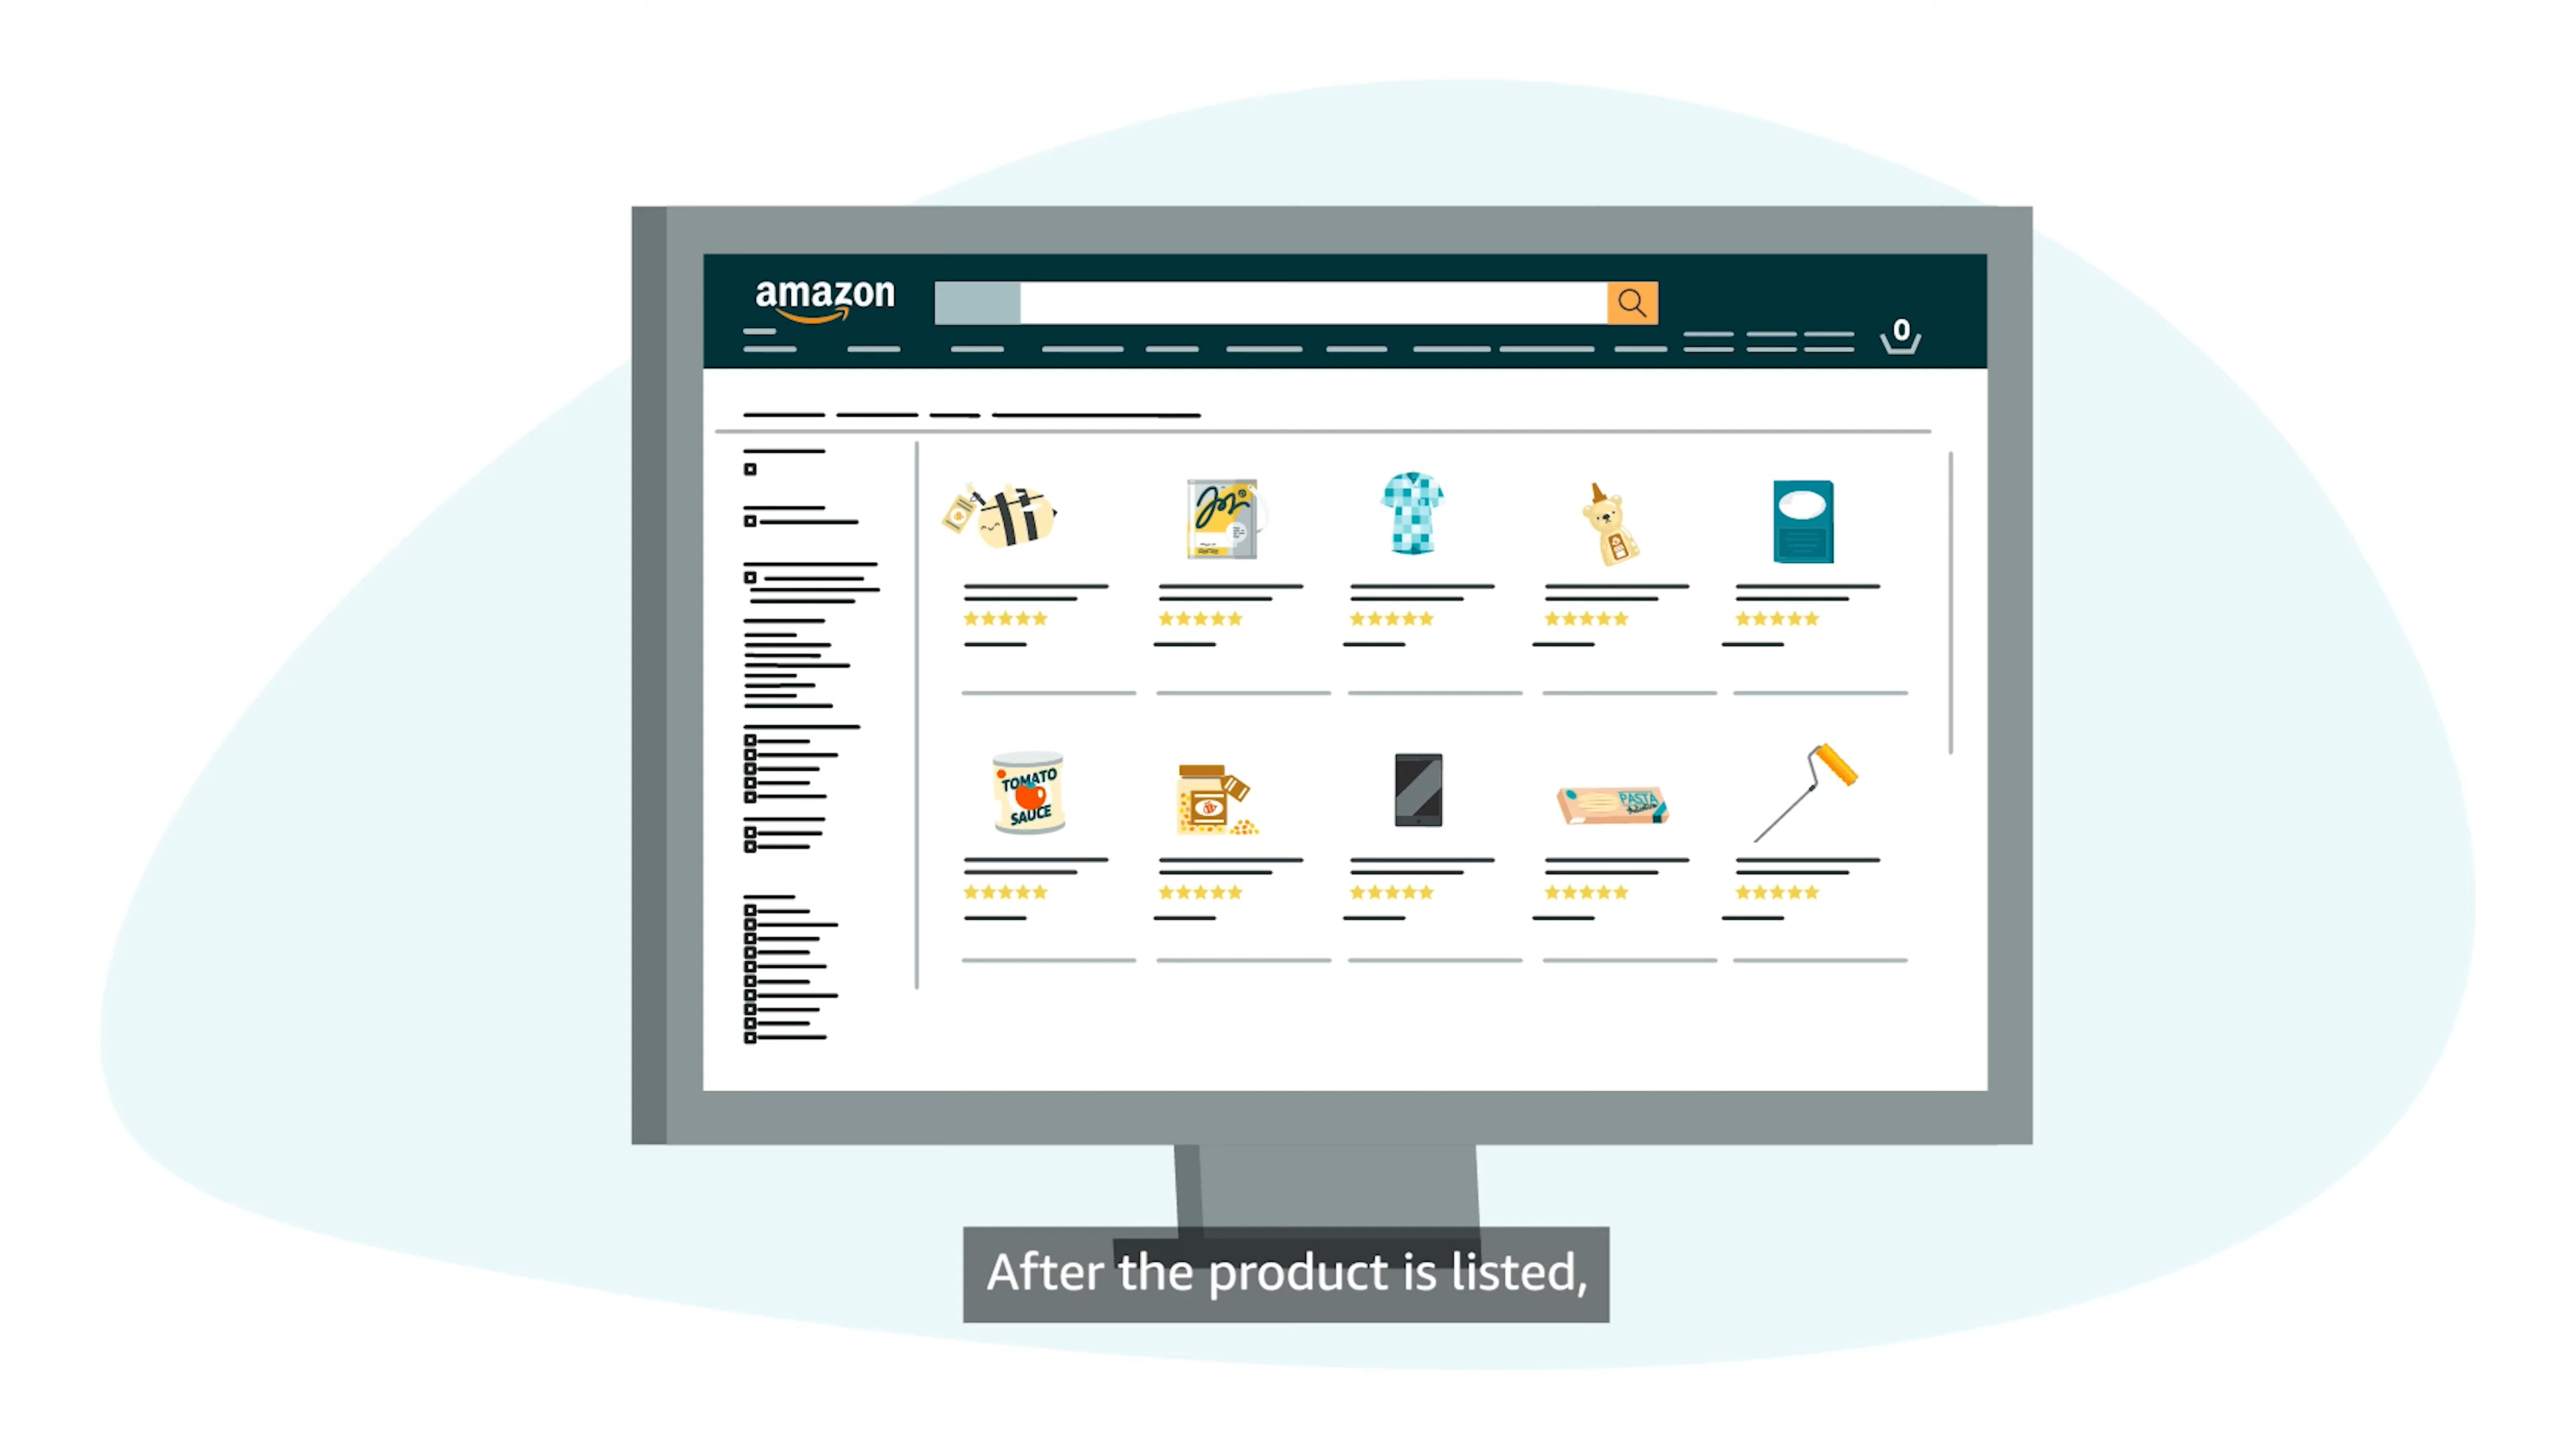 amazon
0
TOMATO
SAUCE
PASTA
After the product is listed,